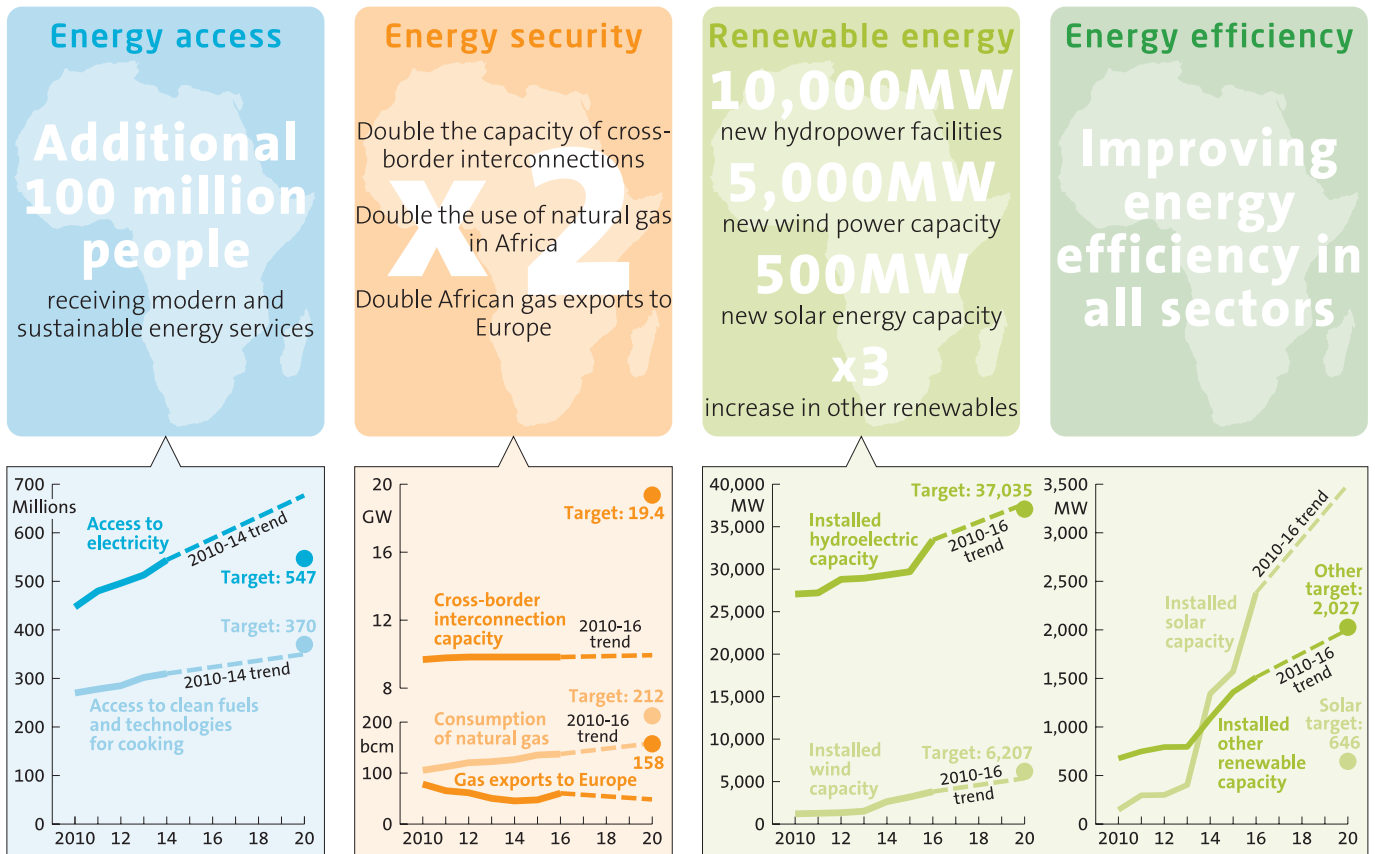 Energy access
Additional
100 million
people
receiving modern and
sustainable energy services
Energy security
x2
Double the capacity of cross-
border interconnections
Double the use of natural gas
in Africa
Double African gas exports to
Europe
Renewable energy
10,000MW
new hydropower facilities
5,000MW
new wind power capacity
500MW
new solar energy capacity
x3
increase in other renewables
Energy efficiency
Improving
energy
efficiency in
all sectors
700
Millions
600
500
400
300
200
100
0
2010
12
14
16
18
20
Access to
electricity
2010-14 trend
Target: 547
Target: 370
2010-14 trend
Access to clean fuels
and technologies
for cooking
20
GW
16
12
8
200
bcm
100
0
2010
12
14
16
18
20
Target: 19.4
Cross-border
interconnection
capacity
2010-16
trend
Target: 212
Consumption
of natural gas
2010-16
trend
158
Gas exports to Europe
40,000
MW
35,000
30,000
25,000
20,000
15,000
10,000
5,000
0
2010
12
14
16
18
20
Target: 37,035
Installed
hydroelectric
capacity
2010-16
trend
Installed
wind
capacity
Target: 6,207
2010-16
trend
3,500
MW
3,000
2,500
2,000
1,500
1,000
500
0
2010
12
14
16
18
20
2010-16 trend
Installed
solar
capacity
Other
target:
2,027
2010-16
trend
Installed
other
renewable
capacity
Solar
target:
646